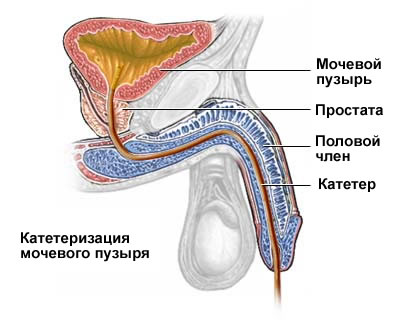 Мочевой
пузырь
Простата
Половой
член
Катетер
Катетеризация
мочевого пузыря